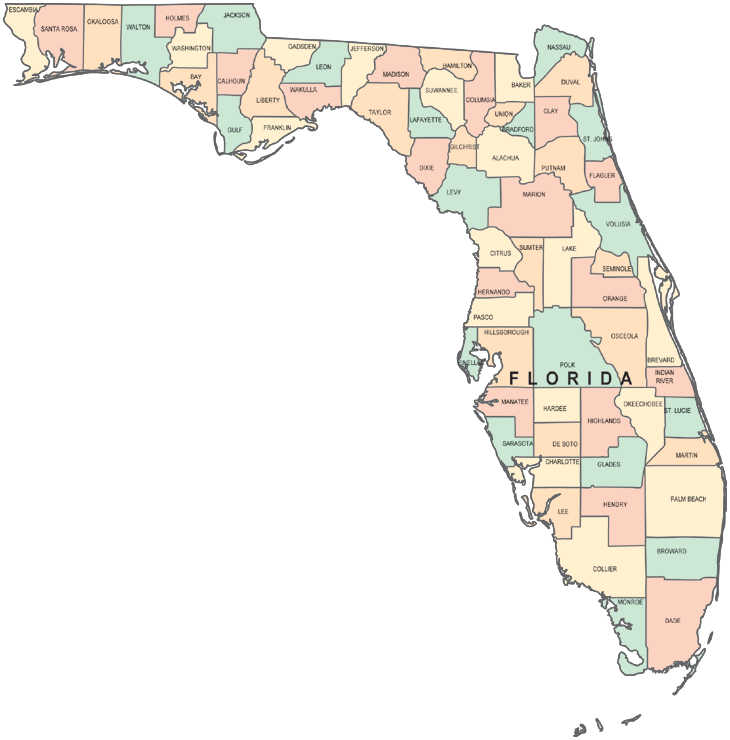 ESCAMBIA
SANTA ROSA
OKALOOSA
WALTON
HOLMES
JACKSON
WASHINGTON
BAY
CALHOUN
GULF
LIBERTY
GADSDEN
FRANKLIN
LEON
WAKULLA
JEFFERSON
MADISON
TAYLOR
HAMILTON
SUWANNEE
LAFAYETTE
DIXIE
COLUMBIA
GILCHRIST
LEVY
BAKER
UNION
BRADFORD
ALACHUA
NASSAU
DUVAL
CLAY
ST. JOHNS
PUTNAM
FLAGLER
MARION
VOLUSIA
CITRUS
SUMTER
LAKE
SEMINOLE
HERNANDO
ORANGE
PASCO
HILLSBOROUGH
OSCEOLA
PINELLAS
POLK
BREVARD
FLORIDA
INDIAN
RIVER
MANATEE
HARDEE
HIGHLANDS
OKEECHOBEE
ST. LUCIE
SARASOTA
DE SOTO
MARTIN
CHARLOTTE
GLADES
LEE
HENDRY
PALM BEACH
COLLIER
BROWARD
MONROE
DADE